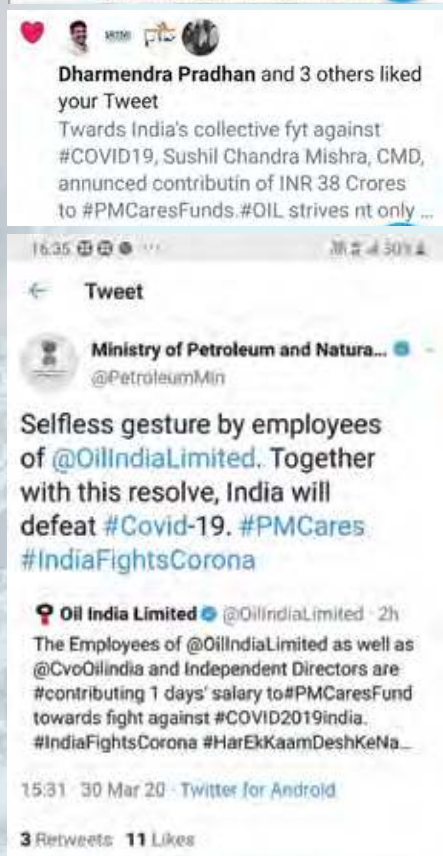 Dharmendra Pradhan and 3 others liked
your Tweet
Twards India's collective fyt against
#COVID19, Sushil Chandra Mishra, CMD,
annunced contributin of INR 38 Crores
to #PMCaresFunds.#OIL strives nt only ...
16:35
Tweet
Ministry of Petroleum and Natura...
@PetroleumMin
Selfless gesture by employees
of @OilIndiaLimited. Together
with this resolve, India will
defeat #Covid-19. #PMCares
#IndiaFightsCorona
Oil India Limited @OilIndiaLimited · 2h
The Employees of @OilIndiaLimited as well as
@CvoOilindia and Independent Directors are
#contributing 1 days' salary to#PMCaresFund
towards fight against #COVID2019india.
#IndiaFightsCorona #HarEkKaamDeshKeNa...
15:31 · 30 Mar 20 · Twitter for Android
3 Retweets 11 Likes